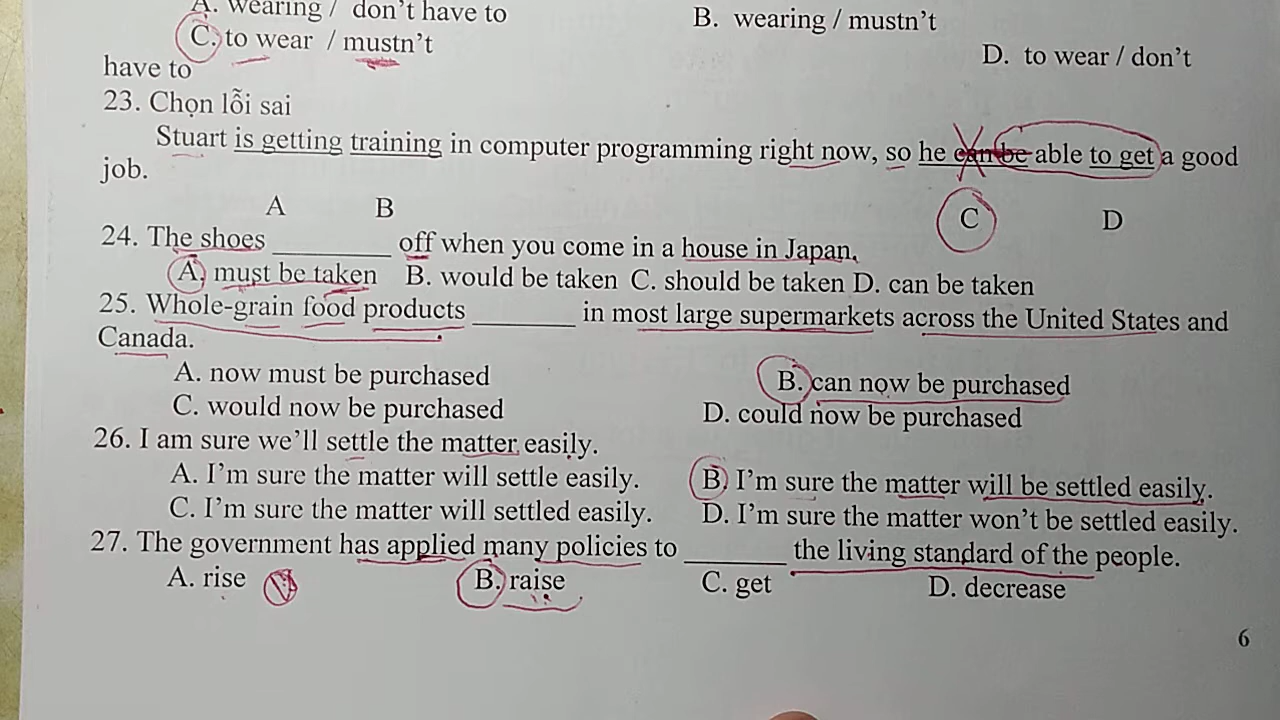 A. wearing / don't have to B. wearing / mustn't
C. to wear / mustn't D. to wear / don't
have to
23. Chọn lỗi sai
Stuart is getting training in computer programming right now, so he can be able to get a good
job.
A B C D
24. The shoes ________ off when you come in a house in Japan.
A. must be taken B. would be taken C. should be taken D. can be taken
25. Whole-grain food products _______ in most large supermarkets across the United States and
Canada.
A. now must be purchased B. can now be purchased
C. would now be purchased D. could now be purchased
26. I am sure we'll settle the matter easily.
A. I'm sure the matter will settle easily. B. I'm sure the matter will be settled easily.
C. I'm sure the matter will settled easily. D. I'm sure the matter won't be settled easily.
27. The government has applied many policies to _______ the living standard of the people.
A. rise B. raise C. get D. decrease
6